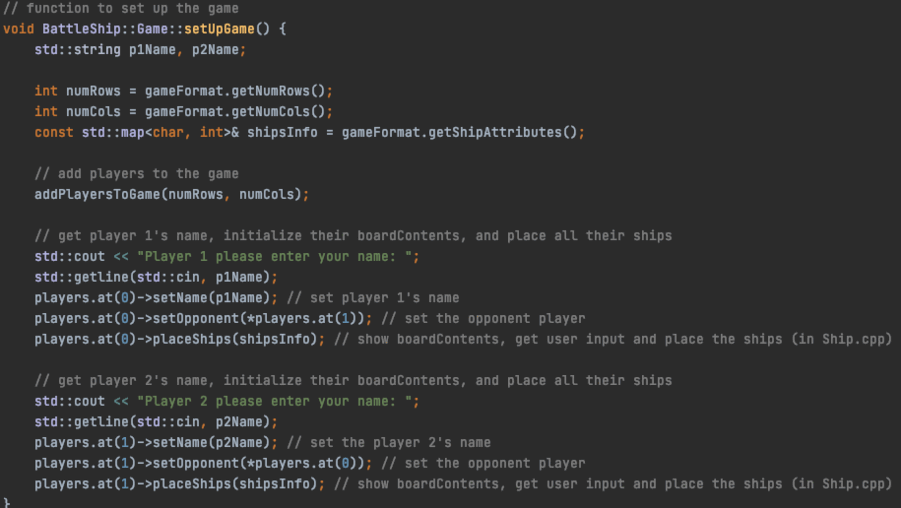 // function to set up the game
void BattleShip::Game::setUpGame() {
    std::string p1Name, p2Name;

    int numRows = gameFormat.getNumRows();
    int numCols = gameFormat.getNumCols();
    const std::map<char, int>& shipsInfo = gameFormat.getShipAttributes();

    // add players to the game
    addPlayersToGame(numRows, numCols);

    // get player 1's name, initialize their boardContents, and place all their ships
    std::cout << "Player 1 please enter your name: ";
    std::getline(std::cin, p1Name);
    players.at(0)->setName(p1Name); // set player 1's name
    players.at(0)->setOpponent(*players.at(1)); // set the opponent player
    players.at(0)->placeShips(shipsInfo); // show boardContents, get user input and place the ships (in Ship.cpp)

    // get player 2's name, initialize their boardContents, and place all their ships
    std::cout << "Player 2 please enter your name: ";
    std::getline(std::cin, p2Name);
    players.at(1)->setName(p2Name); // set the player 2's name
    players.at(1)->setOpponent(*players.at(0)); // set the opponent player
    players.at(1)->placeShips(shipsInfo); // show boardContents, get user input and place the ships (in Ship.cpp)
}